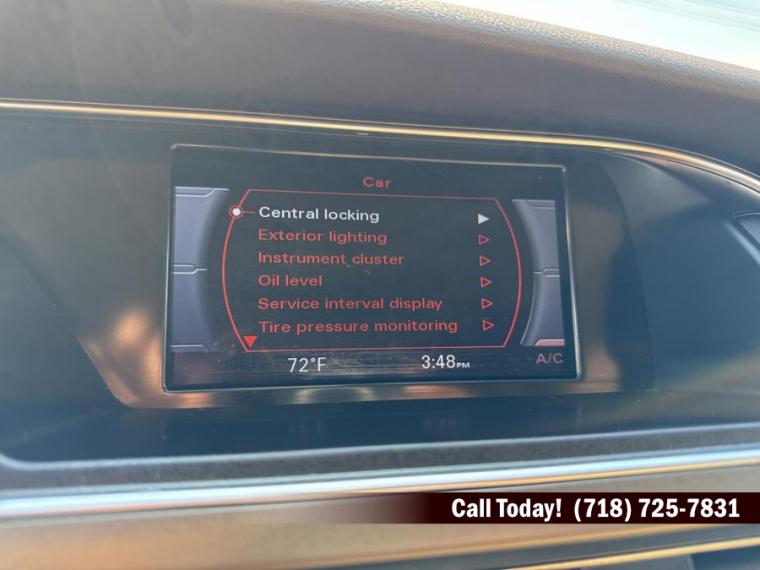 Car
Central locking
Exterior lighting
Instrument cluster
Oil level
Service interval display
Tire pressure monitoring
72°F 3:48PM A/C
Call Today! (718) 725-7831